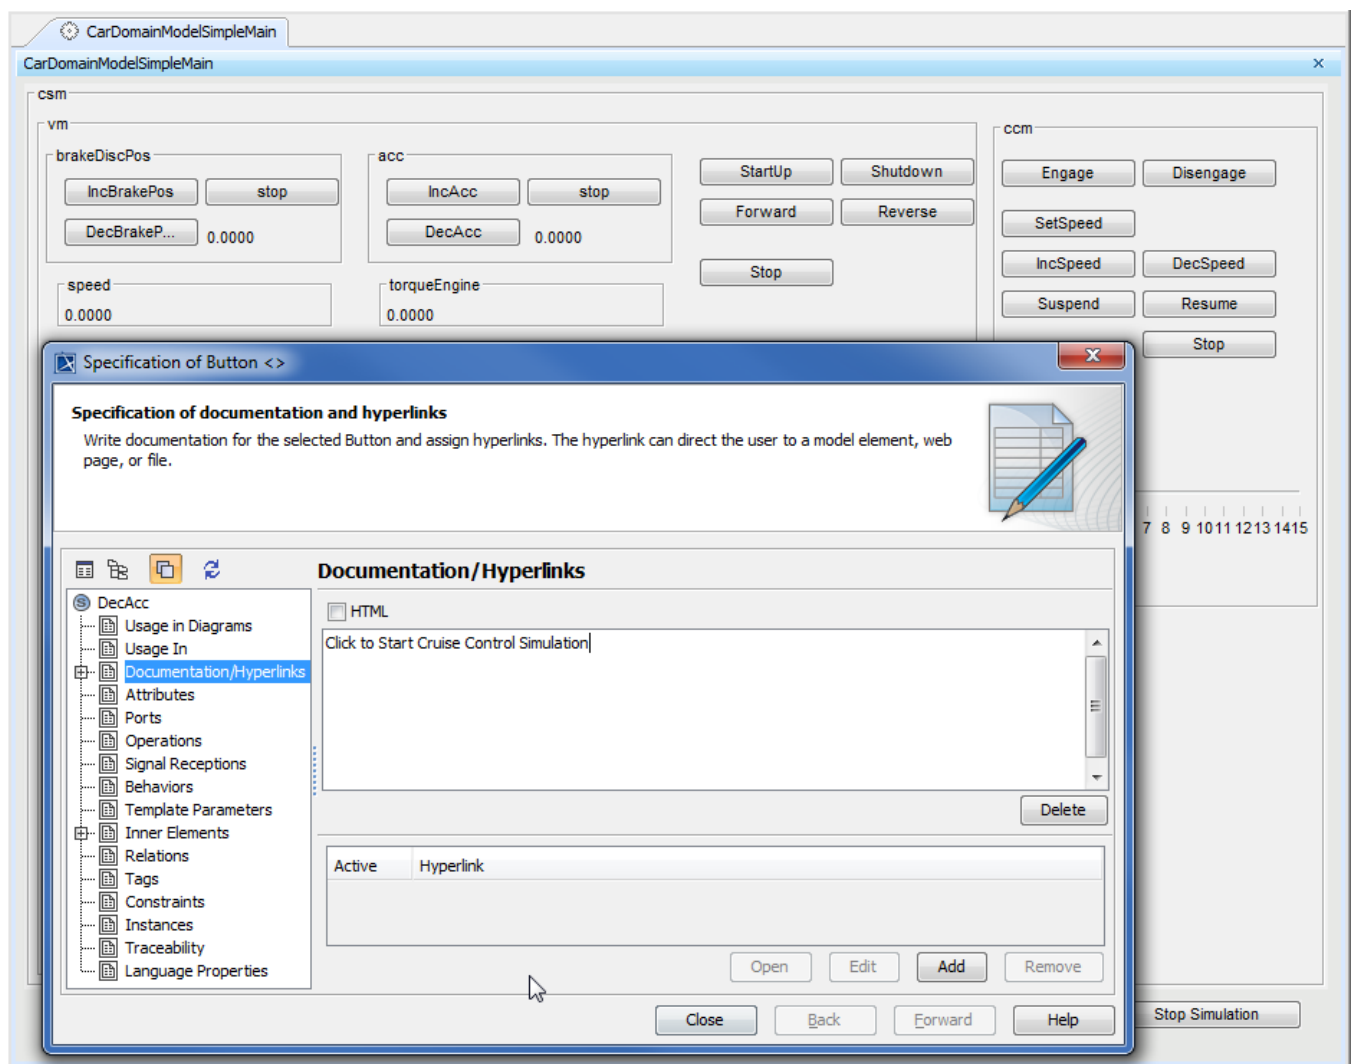 CarDomainModelSimpleMain
CarDomainModelSimpleMain
csm
vm
ccm
brakeDiscPos
acc
StartUp Shutdown
Engage Disengage
IncBrakePos stop
IncAcc stop
Forward Reverse
SetSpeed
DecBrakeP... 0.0000
DecAcc 0.0000
IncSpeed DecSpeed
Stop
speed
torqueEngine
Suspend Resume
0.0000
0.0000
Stop
Specification of Button <>
Specification of documentation and hyperlinks
Write documentation for the selected Button and assign hyperlinks. The hyperlink can direct the user to a model element, web
page, or file.
7 8 9 10 11 12 13 14 15
Documentation/Hyperlinks
DecAcc
HTML
Usage in Diagrams
Click to Start Cruise Control Simulation
Usage In
Documentation/Hyperlinks
Attributes
Ports
Operations
Signal Receptions
Behaviors
Template Parameters
Delete
Inner Elements
Relations
Active Hyperlink
Tags
Constraints
Instances
Traceability
Language Properties
Open Edit Add Remove
Close Back Forward Help
Stop Simulation